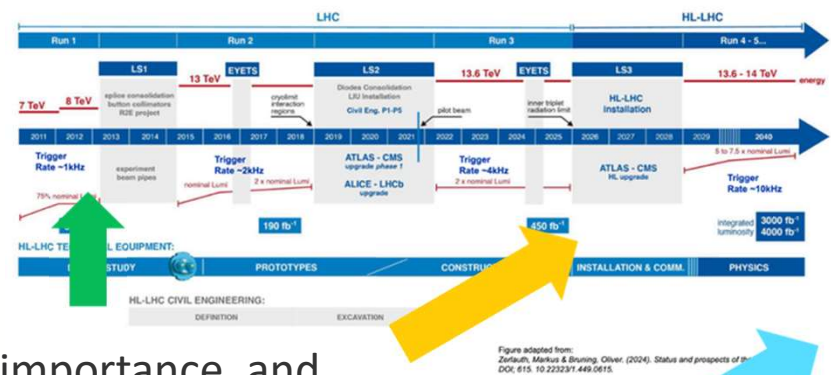 LHC
HL-LHC
Run 1
Run 2
Run 3
Run 4 - 5...
LS1
EYETS
LS2
EYETS
LS3
7 TeV
8 TeV
13 TeV
13.6 TeV
13.6 - 14 TeV
energy
splice consolidation
button collimators
R2E project
cryolimit
interaction
regions
Diodes Consolidation
LIU Installation
Civil Eng. P1-P5
pilot beam
inner triplet
radiation limit
HL-LHC
Installation
2011 2012 2013 2014 2015 2016 2017 2018 2019 2020 2021 2022 2023 2024 2025 2026 2027 2028 2029 2040
Trigger
Rate ~1kHz
75% nominal Lumi
experiment
beam pipes
Trigger
Rate ~2kHz
nominal Lumi
2 x nominal Lumi
ATLAS - CMS
upgrade phase 1
ALICE - LHCb
upgrade
Trigger
Rate ~4kHz
2 x nominal Lumi
ATLAS - CMS
HL upgrade
5 to 7.5 x nominal Lumi
Trigger
Rate ~10kHz
190 fb⁻¹
450 fb⁻¹
integrated
luminosity
3000 fb⁻¹
4000 fb⁻¹
HL-LHC EQUIPMENT:
STUDY
PROTOTYPES
INSTALLATION & COMM.
PHYSICS
HL-LHC CIVIL ENGINEERING:
DEFINITION
EXCAVATION
Figure adapted from:
Zerlauth, Markus & Bruning, Oliver. (2024). Status and prospects of
DOI; 615. 10.22323/1.449.0615.
importance, and